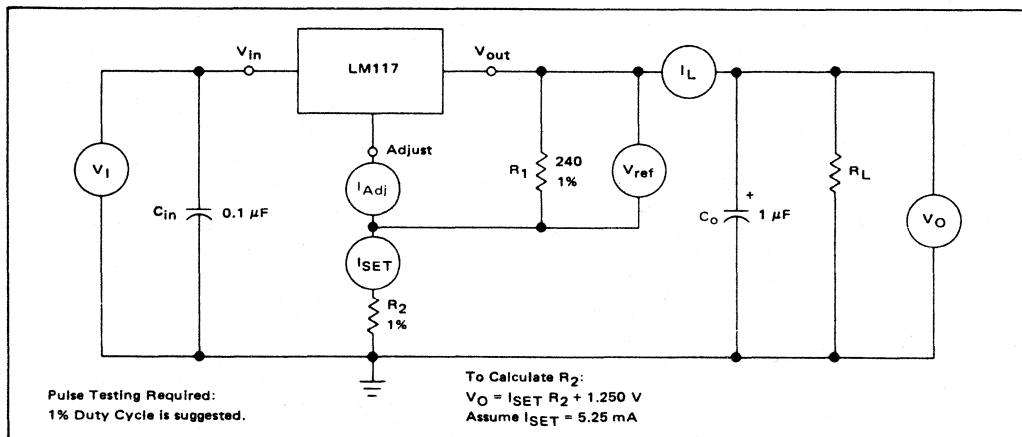 Vin
LM117
Vout
IL
Adjust
VI
Cin
0.1 μF
IAdj
R1
240
1%
Vref
+
Co
1 μF
RL
VO
ISET
R2
1%
Pulse Testing Required:
1% Duty Cycle is suggested.
To Calculate R2:
VO = ISET R2 + 1.250 V
Assume ISET = 5.25 mA